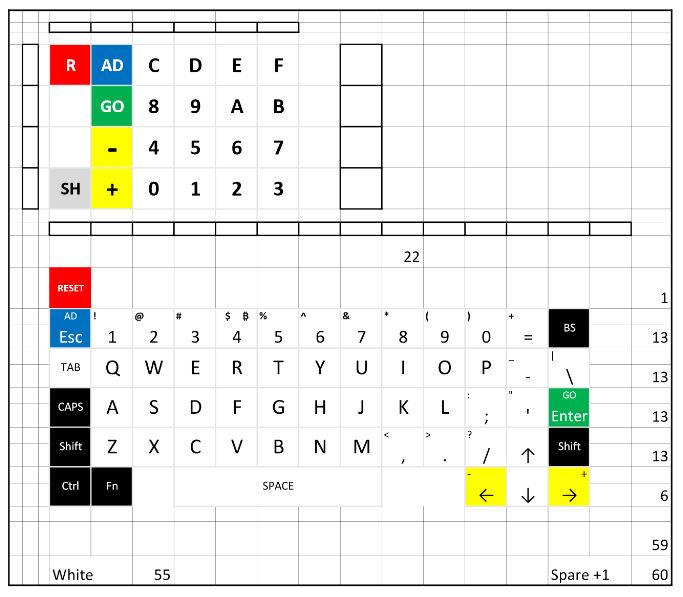 R AD C D E F
GO 8 9 A B
- 4 5 6 7
SH + 0 1 2 3
22
RESET 1
AD ! @ # $ ₿ % ^ & * ( ) +
Esc 1 2 3 4 5 6 7 8 9 0 = BS 13
TAB Q W E R T Y U I O P _ - | \ 13
CAPS A S D F G H J K L : ; " ' GO Enter 13
Shift Z X C V B N M < , > . ? / ↑ Shift 13
Ctrl Fn SPACE - ← ↓ + → 6
59
White 55 Spare +1 60